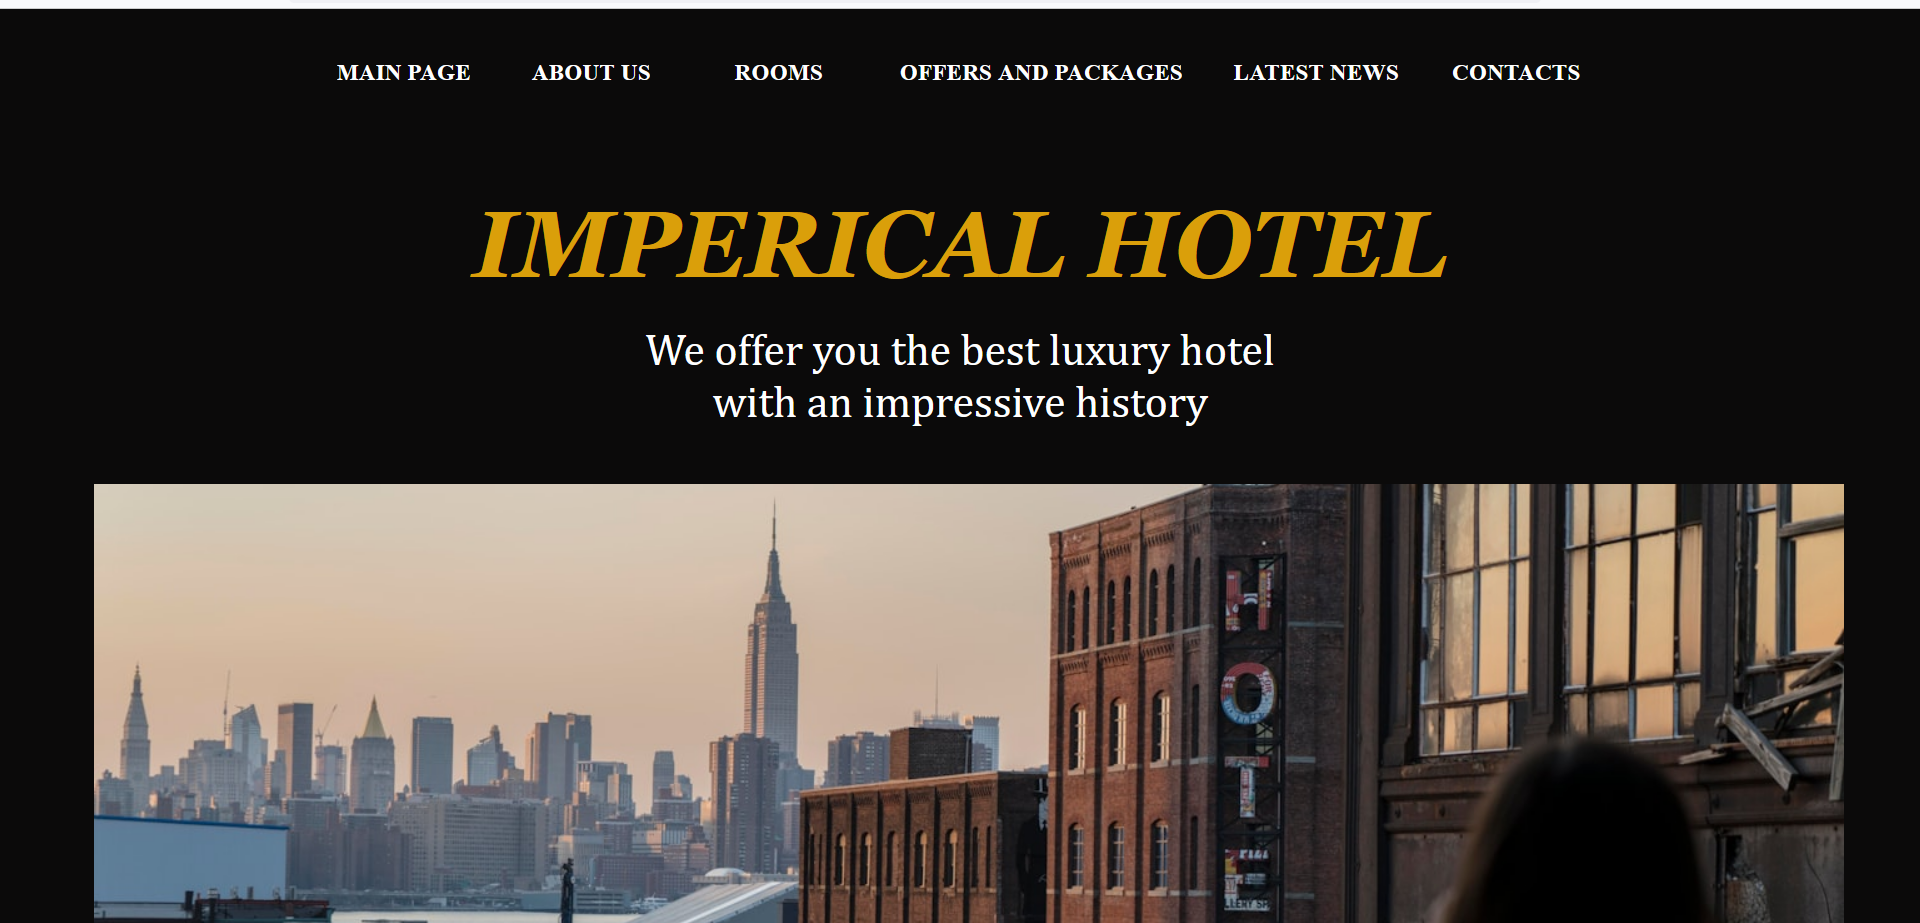 MAIN PAGE ABOUT US ROOMS OFFERS AND PACKAGES LATEST NEWS CONTACTS
IMPERICAL HOTEL
We offer you the best luxury hotel
with an impressive history
HOTE